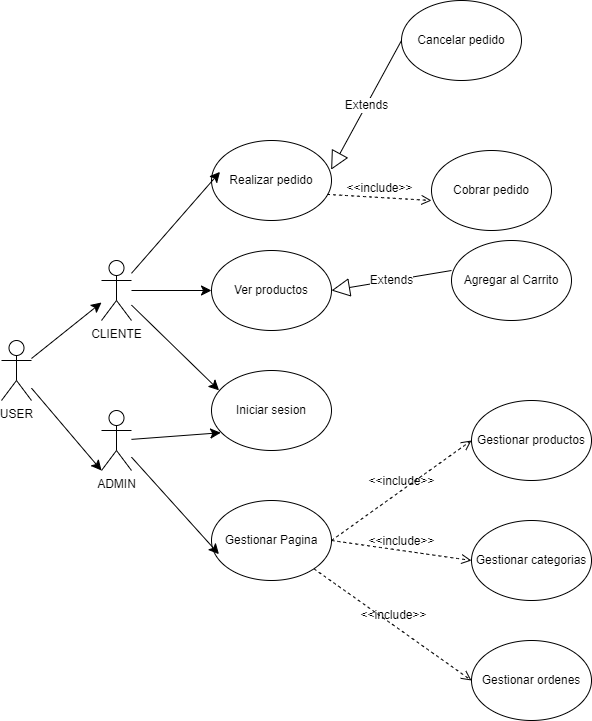 Cancelar pedido
Extends
Realizar pedido
<<include>>
Cobrar pedido
Ver productos
Extends
Agregar al Carrito
CLIENTE
USER
Iniciar sesion
ADMIN
Gestionar productos
<<include>>
Gestionar Pagina
<<include>>
Gestionar categorias
<<include>>
Gestionar ordenes